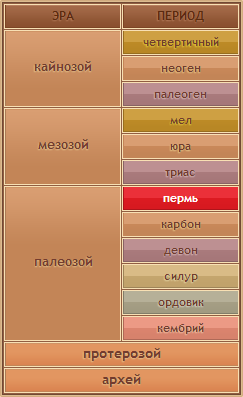 ЭРА ПЕРИОД
кайнозой
четвертичный
неоген
палеоген
мезозой
мел
юра
триас
палеозой
пермь
карбон
девон
силур
ордовик
кембрий
протерозой
архей